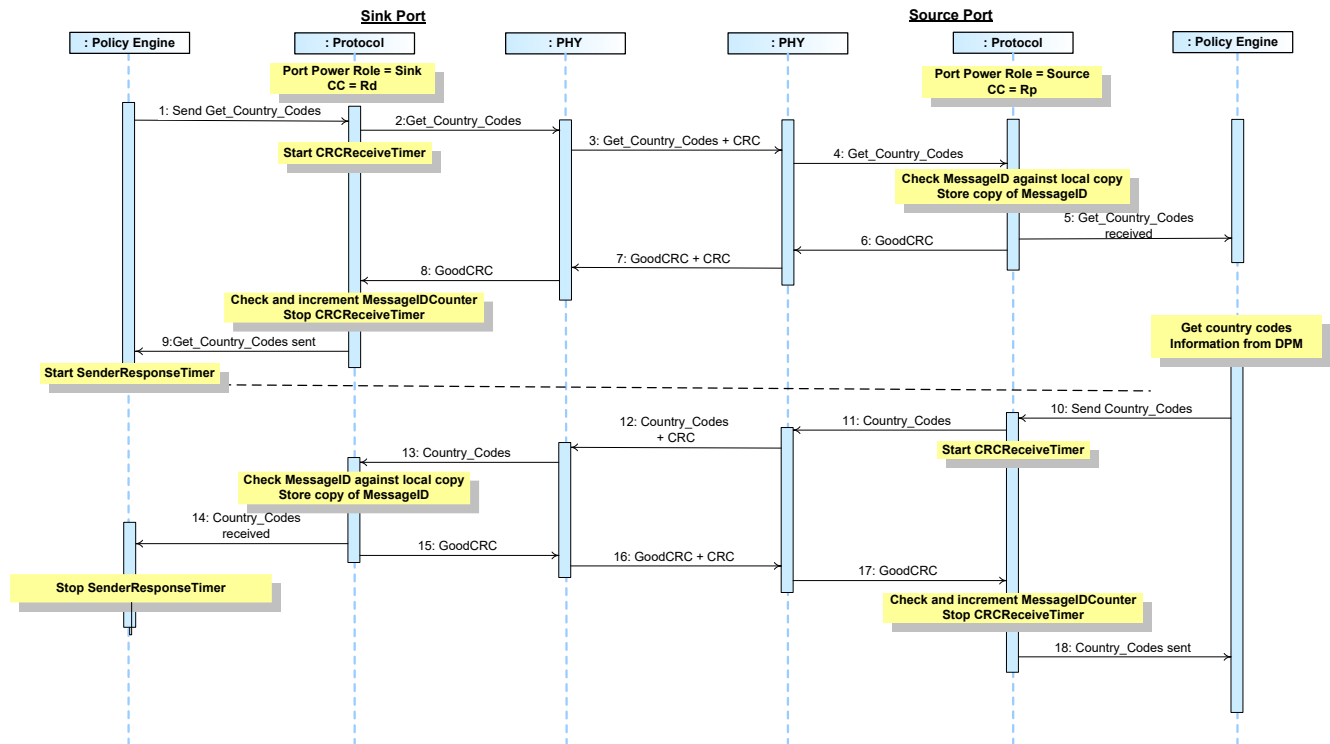 Sink Port
Source Port
: Policy Engine
: Protocol
: PHY
: PHY
: Protocol
: Policy Engine
Port Power Role = Sink
CC = Rd
Port Power Role = Source
CC = Rp
1: Send Get_Country_Codes
2:Get_Country_Codes
Start CRCReceiveTimer
3: Get_Country_Codes + CRC
4: Get_Country_Codes
Check MessageID against local copy
Store copy of MessageID
5: Get_Country_Codes
received
6: GoodCRC
7: GoodCRC + CRC
8: GoodCRC
Check and increment MessageIDCounter
Stop CRCReceiveTimer
9:Get_Country_Codes sent
Start SenderResponseTimer
Get country codes
Information from DPM
10: Send Country_Codes
11: Country_Codes
Start CRCReceiveTimer
12: Country_Codes
+ CRC
13: Country_Codes
Check MessageID against local copy
Store copy of MessageID
14: Country_Codes
received
15: GoodCRC
16: GoodCRC + CRC
17: GoodCRC
Stop SenderResponseTimer
Check and increment MessageIDCounter
Stop CRCReceiveTimer
18: Country_Codes sent